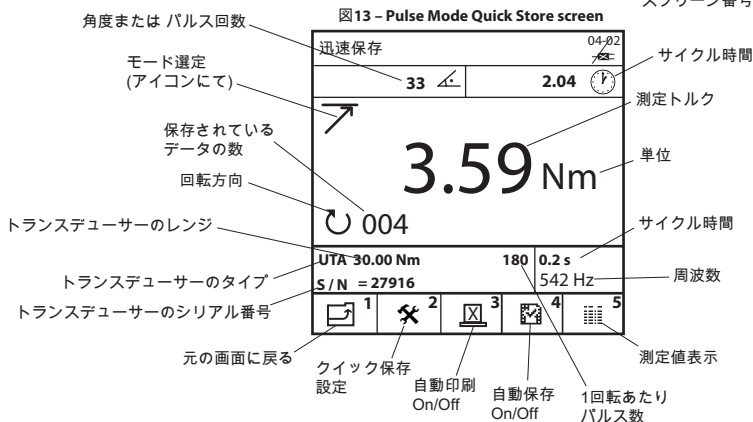 スクリーン番号
図13 – Pulse Mode Quick Store screen
角度または パルス回数
迅速保存
04-02
サイクル時間
モード選定
(アイコンにて)
33
2.04
測定トルク
保存されている
データの数
3.59 Nm
単位
回転方向
004
トランスデューサーのレンジ
サイクル時間
UTA 30.00 Nm
180
0.2 s
トランスデューサーのタイプ
S / N = 27916
542 Hz
周波数
トランスデューサーのシリアル番号
1
2
3
4
5
X
元の画面に戻る
クイック保存
設定
自動印刷
On/Off
自動保存
On/Off
1回転あたり
パルス数
測定値表示